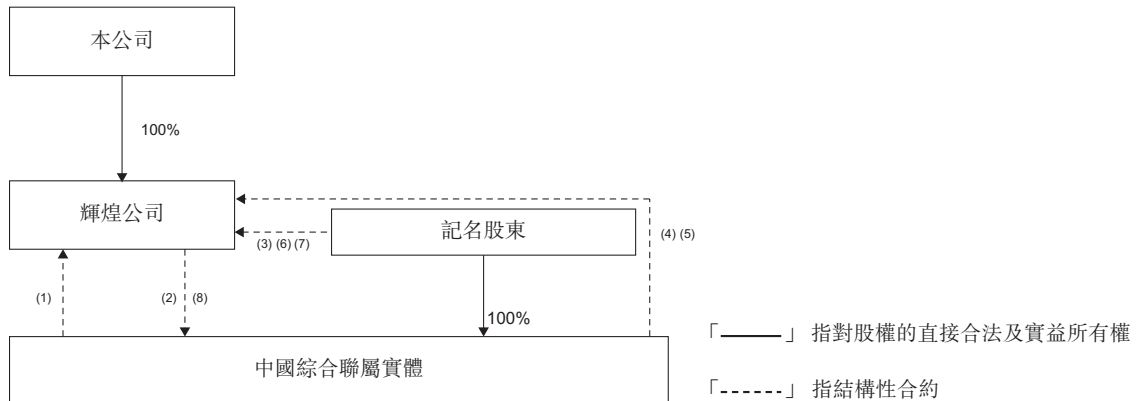 本公司
100%
輝煌公司
記名股東
(3) (6) (7)
(4) (5)
(1)
(2)
(8)
100%
「———」 指對股權的直接合法及實益所有權
中國綜合聯屬實體
「------」 指結構性合約